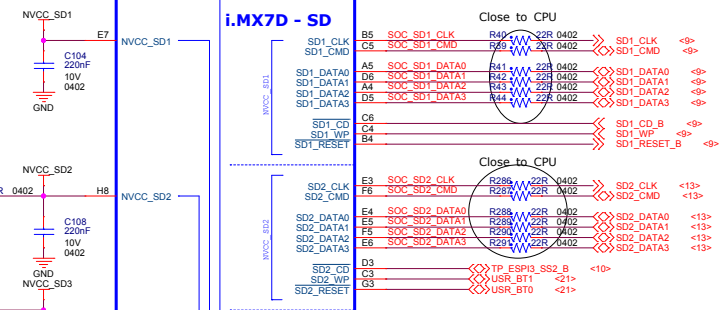 NVCC_SD1
i.MX7D - SD
Close to CPU
E7
NVCC_SD1
SD1_CLK B5 SOC_SD1_CLK R40 22R 0402 SD1_CLK <9>
SD1_CMD C5 SOC_SD1_CMD R39 22R 0402 SD1_CMD <9>
C104
220nF
10V
0402
GND
NVCC_SD1
SD1_DATA0 A5 SOC_SD1_DATA0 R41 22R 0402 SD1_DATA0 <9>
SD1_DATA1 D6 SOC_SD1_DATA1 R42 22R 0402 SD1_DATA1 <9>
SD1_DATA2 A4 SOC_SD1_DATA2 R43 22R 0402 SD1_DATA2 <9>
SD1_DATA3 D5 SOC_SD1_DATA3 R44 22R 0402 SD1_DATA3 <9>
SD1_CD C6 SD1_CD_B <9>
SD1_WP C4 SD1_WP <9>
SD1_RESET B4 SD1_RESET_B <9>
NVCC_SD2
Close to CPU
R 0402
H8
NVCC_SD2
SD2_CLK E3 SOC_SD2_CLK R286 22R 0402 SD2_CLK <13>
SD2_CMD F6 SOC_SD2_CMD R287 22R 0402 SD2_CMD <13>
C108
220nF
10V
0402
GND
NVCC_SD2
SD2_DATA0 E4 SOC_SD2_DATA0 R288 22R 0402 SD2_DATA0 <13>
SD2_DATA1 E5 SOC_SD2_DATA1 R289 22R 0402 SD2_DATA1 <13>
SD2_DATA2 F5 SOC_SD2_DATA2 R290 22R 0402 SD2_DATA2 <13>
SD2_DATA3 E6 SOC_SD2_DATA3 R291 22R 0402 SD2_DATA3 <13>
SD2_CD D3 TP_ESPI3_SS2_B <10>
SD2_WP C3 USR_BT1 <21>
SD2_RESET G3 USR_BT0 <21>
NVCC_SD3